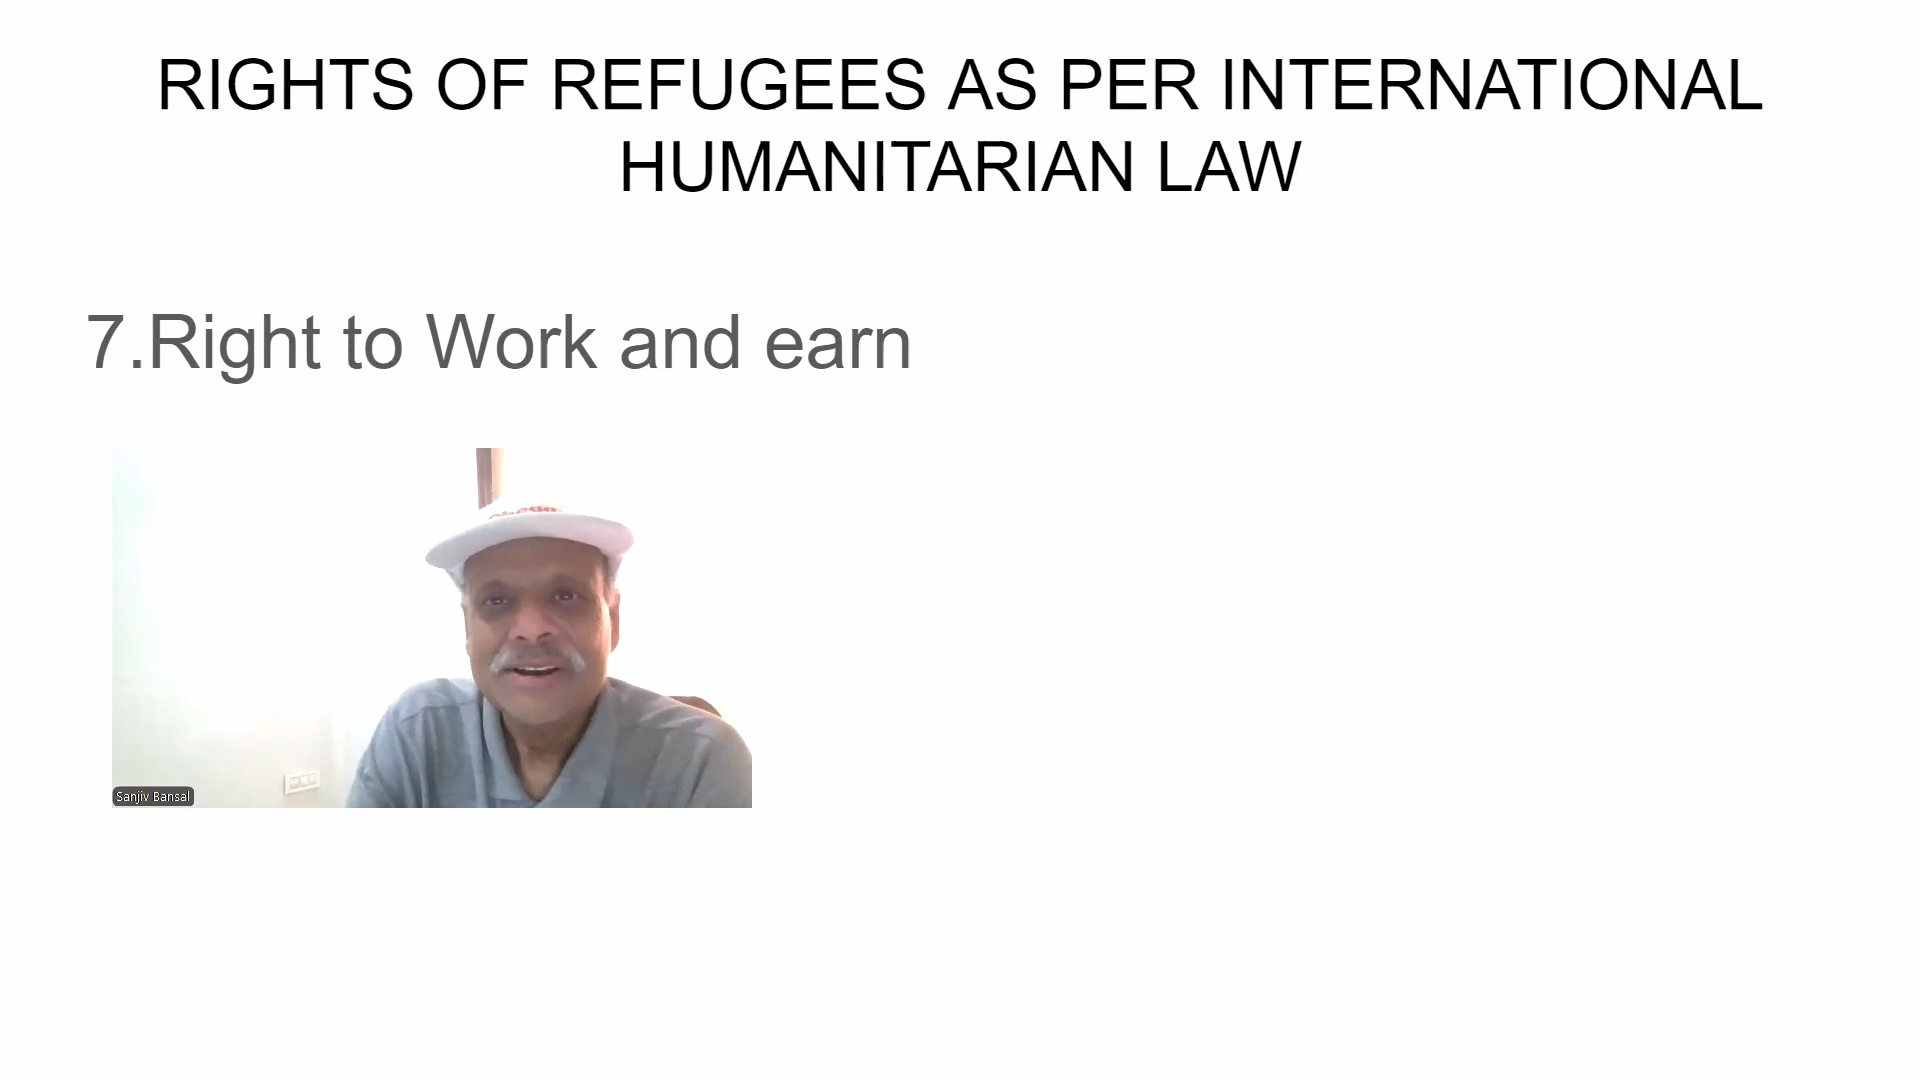 RIGHTS OF REFUGEES AS PER INTERNATIONAL
HUMANITARIAN LAW
7.Right to Work and earn
Sanjiv Bansal